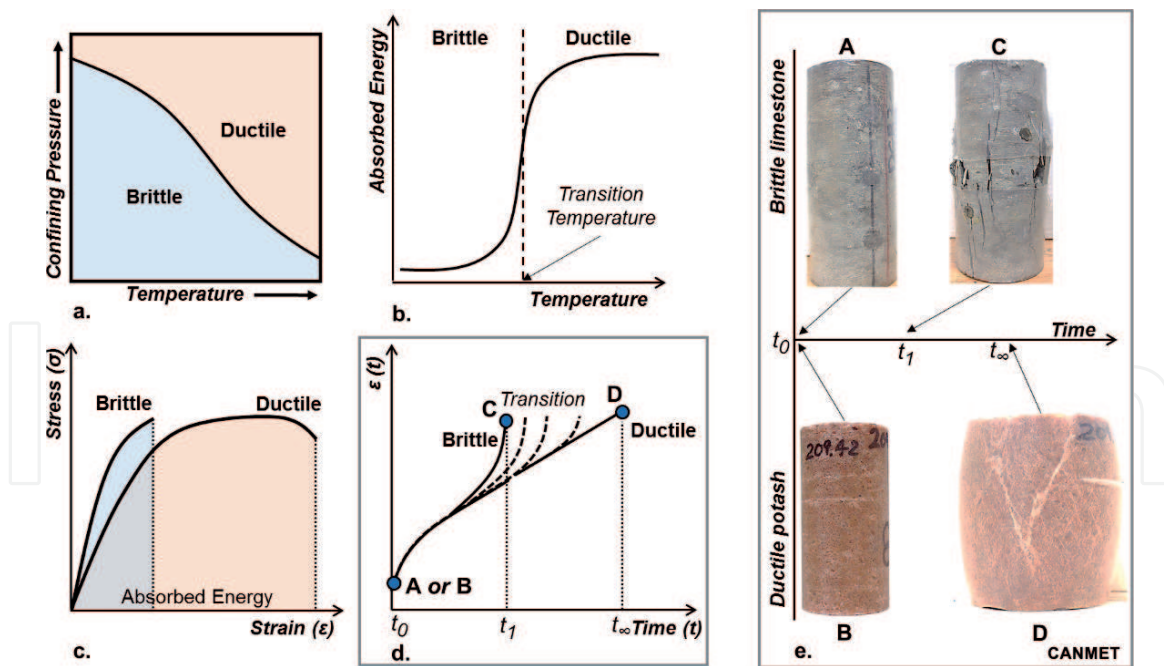 Confining Pressure
Ductile
Brittle
Temperature
a.
Absorbed Energy
Brittle
Ductile
Transition
Temperature
Temperature
b.
Stress (σ)
Brittle
Ductile
Absorbed Energy
Strain (ε)
c.
ε (t)
C
Transition
D
Brittle
Ductile
A or B
t0
t1
t∞
Time (t)
d.
Brittle limestone
A
C
t0
t1
t∞
Time
Ductile potash
209.42
B
D
CANMET
e.